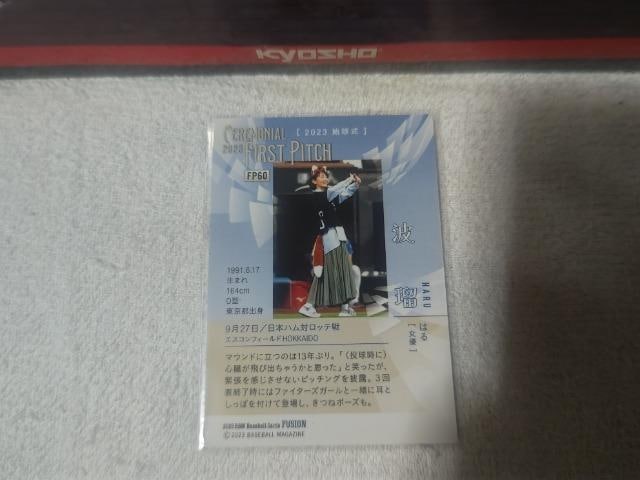 KYOSHO
CEREMONIAL
2023 FIRST PITCH
[ 2023 始球式 ]
FP60
波瑠
HARU
はる
[女優]
1991.6.17
生まれ
164cm
O型
東京都出身
9月27日／日本ハム対ロッテ戦
エスコンフィールドHOKKAIDO
マウンドに立つのは13年ぶり。「（投球時に）
心臓が飛び出ちゃうかと思った」と笑ったが、
緊張を感じさせないピッチングを披露。3回
裏終了時にはファイターズガールと一緒に耳と
しっぽを付けて登場し、きつねポーズも。
2023 BBM Baseball Cards FUSION
©2023 BASEBALL MAGAZINE